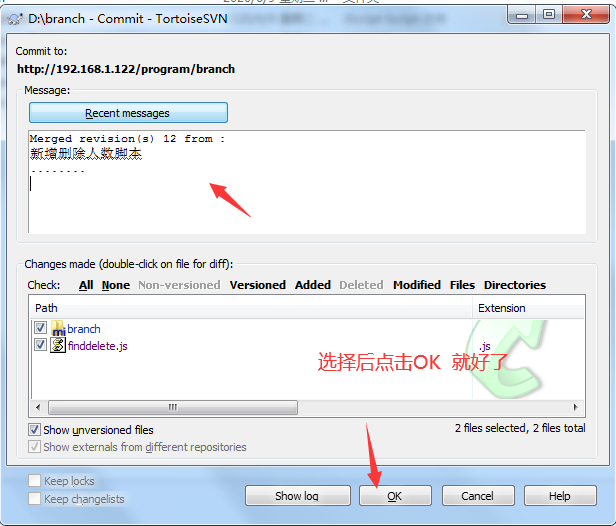 D:\branch - Commit - TortoiseSVN
Commit to:
http://192.168.1.122/program/branch
Message:
Recent messages
Merged revision(s) 12 from :
新增删除人数脚本
........
Changes made (double-click on file for diff):
Check: All None Non-versioned Versioned Added Deleted Modified Files Directories
Path Extension
branch
finddelete.js .js
选择后点击OK 就好了
Show unversioned files 2 files selected, 2 files total
Show externals from different repositories
Keep locks
Keep changelists
Show log OK Cancel Help